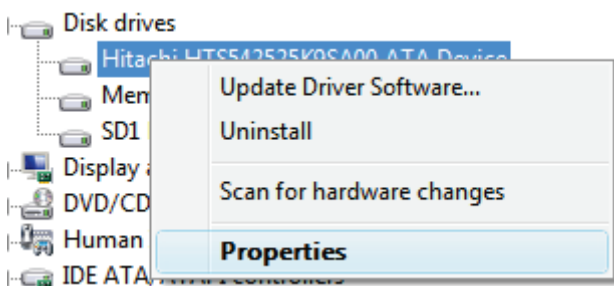 Disk drives
Hitachi HTS542525K9SA00 ATA Device
Mem
Update Driver Software...
SD1
Uninstall
Display
Scan for hardware changes
DVD/CD
Human
Properties
IDE ATA/ATAPI controllers